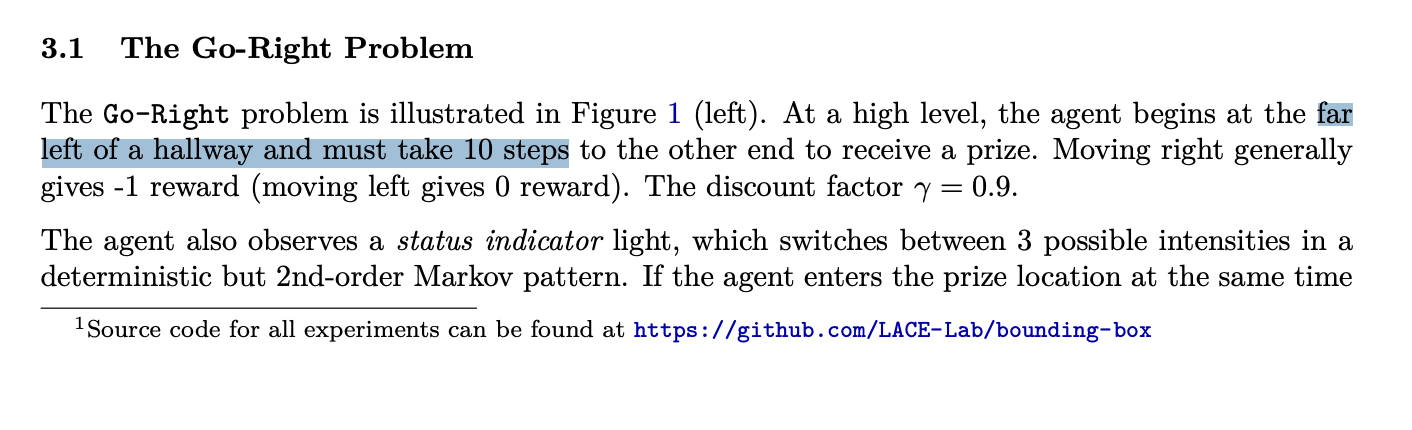 3.1 The Go-Right Problem
The Go-Right problem is illustrated in Figure 1 (left). At a high level, the agent begins at the far
left of a hallway and must take 10 steps to the other end to receive a prize. Moving right generally
gives -1 reward (moving left gives 0 reward). The discount factor γ = 0.9.
The agent also observes a status indicator light, which switches between 3 possible intensities in a
deterministic but 2nd-order Markov pattern. If the agent enters the prize location at the same time
1Source code for all experiments can be found at https://github.com/LACE-Lab/bounding-box